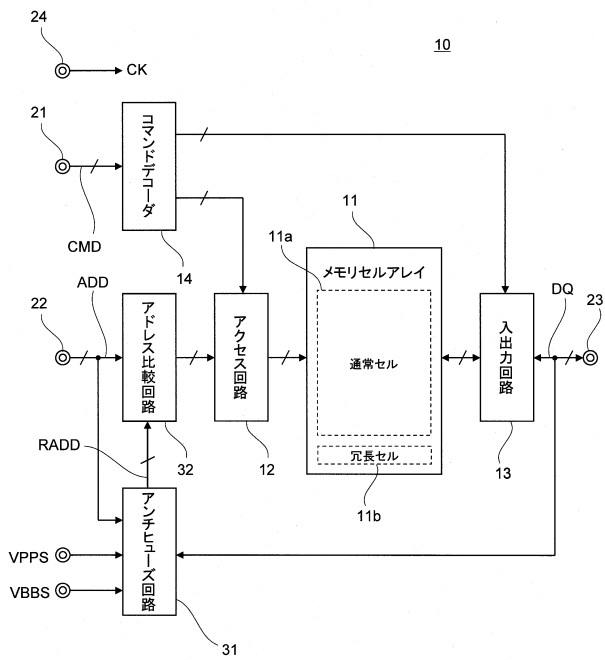 24
10
CK
21
コマンドデコーダ
CMD
14
11
11a
メモリセルアレイ
ADD
DQ
22
アドレス比較回路
アクセス回路
通常セル
入出力回路
23
RADD
32
12
冗長セル
13
11b
アンチヒューズ回路
VPPS
VBBS
31